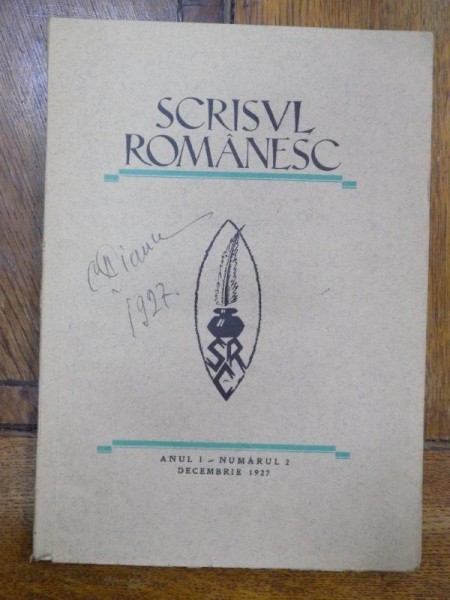 SCRISVL
ROMÂNESC
1927.
SRC
ANUL I - NUMĂRUL 2
DECEMBRIE 1927